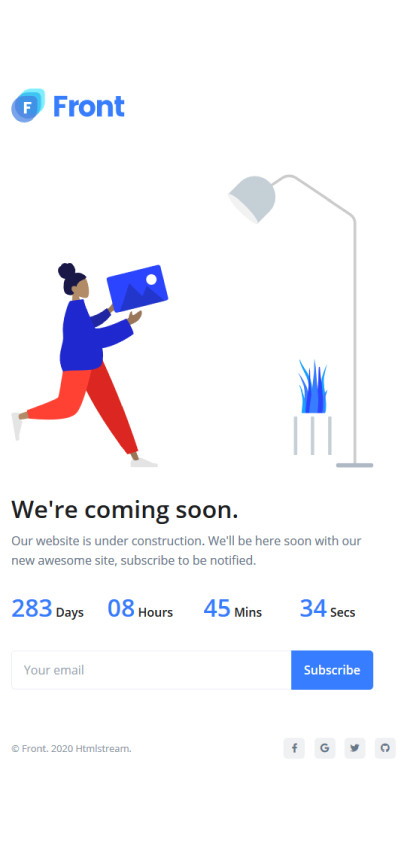 F Front
We're coming soon.
Our website is under construction. We'll be here soon with our
new awesome site, subscribe to be notified.
283 Days 08 Hours 45 Mins 34 Secs
Your email Subscribe
© Front. 2020 Htmlstream.